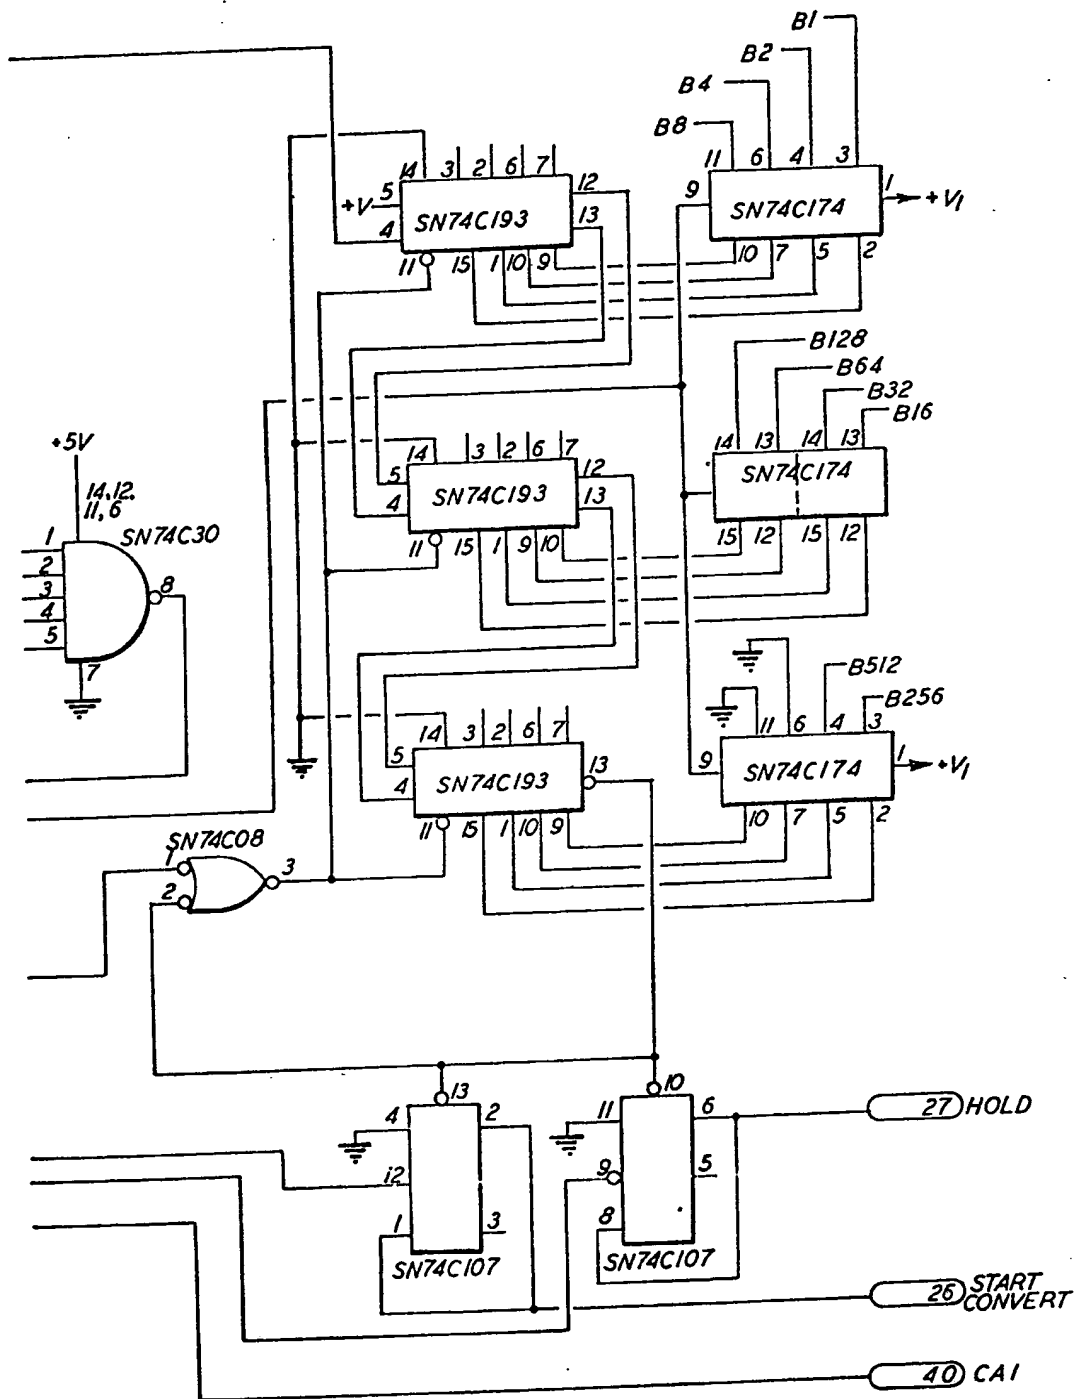 B1
B2
B4
B8
14 3 2 6 7
+V 5
4
SN74C193
12
13
11 15 1 10 9
11 6 4 3
9
SN74C174
1 +V1
10 7 5 2
B128
B64
B32
B16
14 3 2 6 7
5
4
SN74C193
12
13
11 15 1 9 10
14 13 14 13
SN74C174
15 12 15 12
+5V
14.12.
11,6
SN74C30
1
2
3
4
5
8
7
14 3 2 6 7
5
4
SN74C193
13
11 15 1 10 9
B512
B256
11 6 4 3
9
SN74C174
1 +V1
10 7 5 2
SN74C08
1
2
3
13
4
2
12
1
3
SN74C107
10
11
6
9
5
8
SN74C107
27 HOLD
26 START
CONVERT
40 CA1